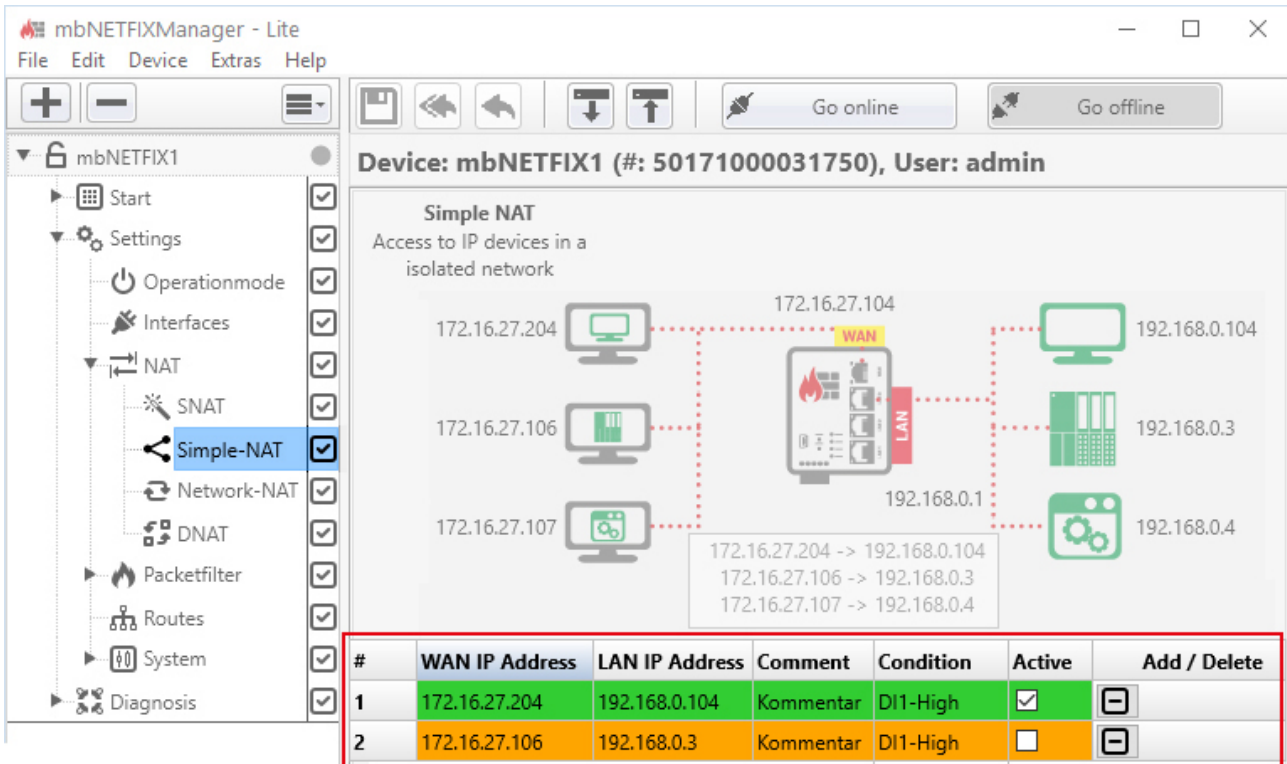 mbNETFIXManager - Lite
File Edit Device Extras Help
Go online Go offline
mbNETFIX1
Start
Settings
Operationmode
Interfaces
NAT
SNAT
Simple-NAT
Network-NAT
DNAT
Packetfilter
Routes
System
Diagnosis
Device: mbNETFIX1 (#: 50171000031750), User: admin
Simple NAT
Access to IP devices in a
isolated network
172.16.27.104
172.16.27.204 WAN 192.168.0.104
172.16.27.106 LAN 192.168.0.3
192.168.0.1
172.16.27.107 192.168.0.4
172.16.27.204 -> 192.168.0.104
172.16.27.106 -> 192.168.0.3
172.16.27.107 -> 192.168.0.4
# WAN IP Address LAN IP Address Comment Condition Active Add / Delete
1 172.16.27.204 192.168.0.104 Kommentar DI1-High
2 172.16.27.106 192.168.0.3 Kommentar DI1-High